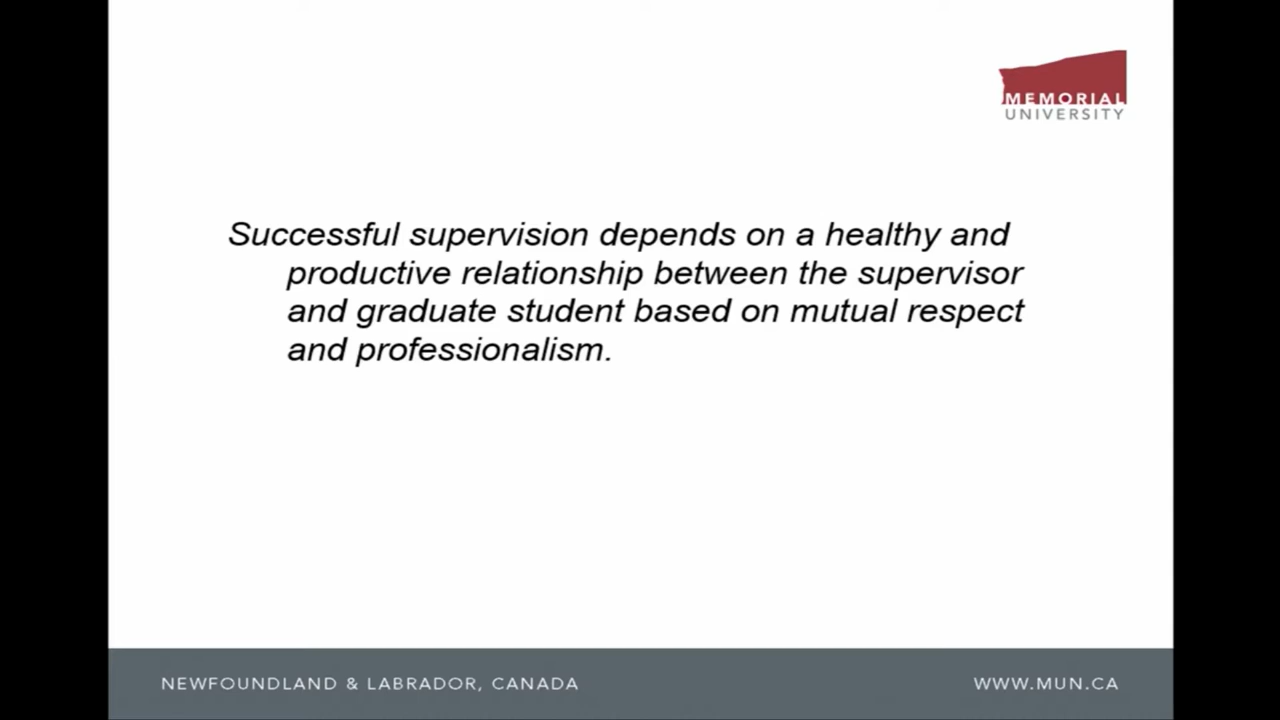 MEMORIAL
UNIVERSITY
Successful supervision depends on a healthy and
productive relationship between the supervisor
and graduate student based on mutual respect
and professionalism.
NEWFOUNDLAND & LABRADOR, CANADA
WWW.MUN.CA